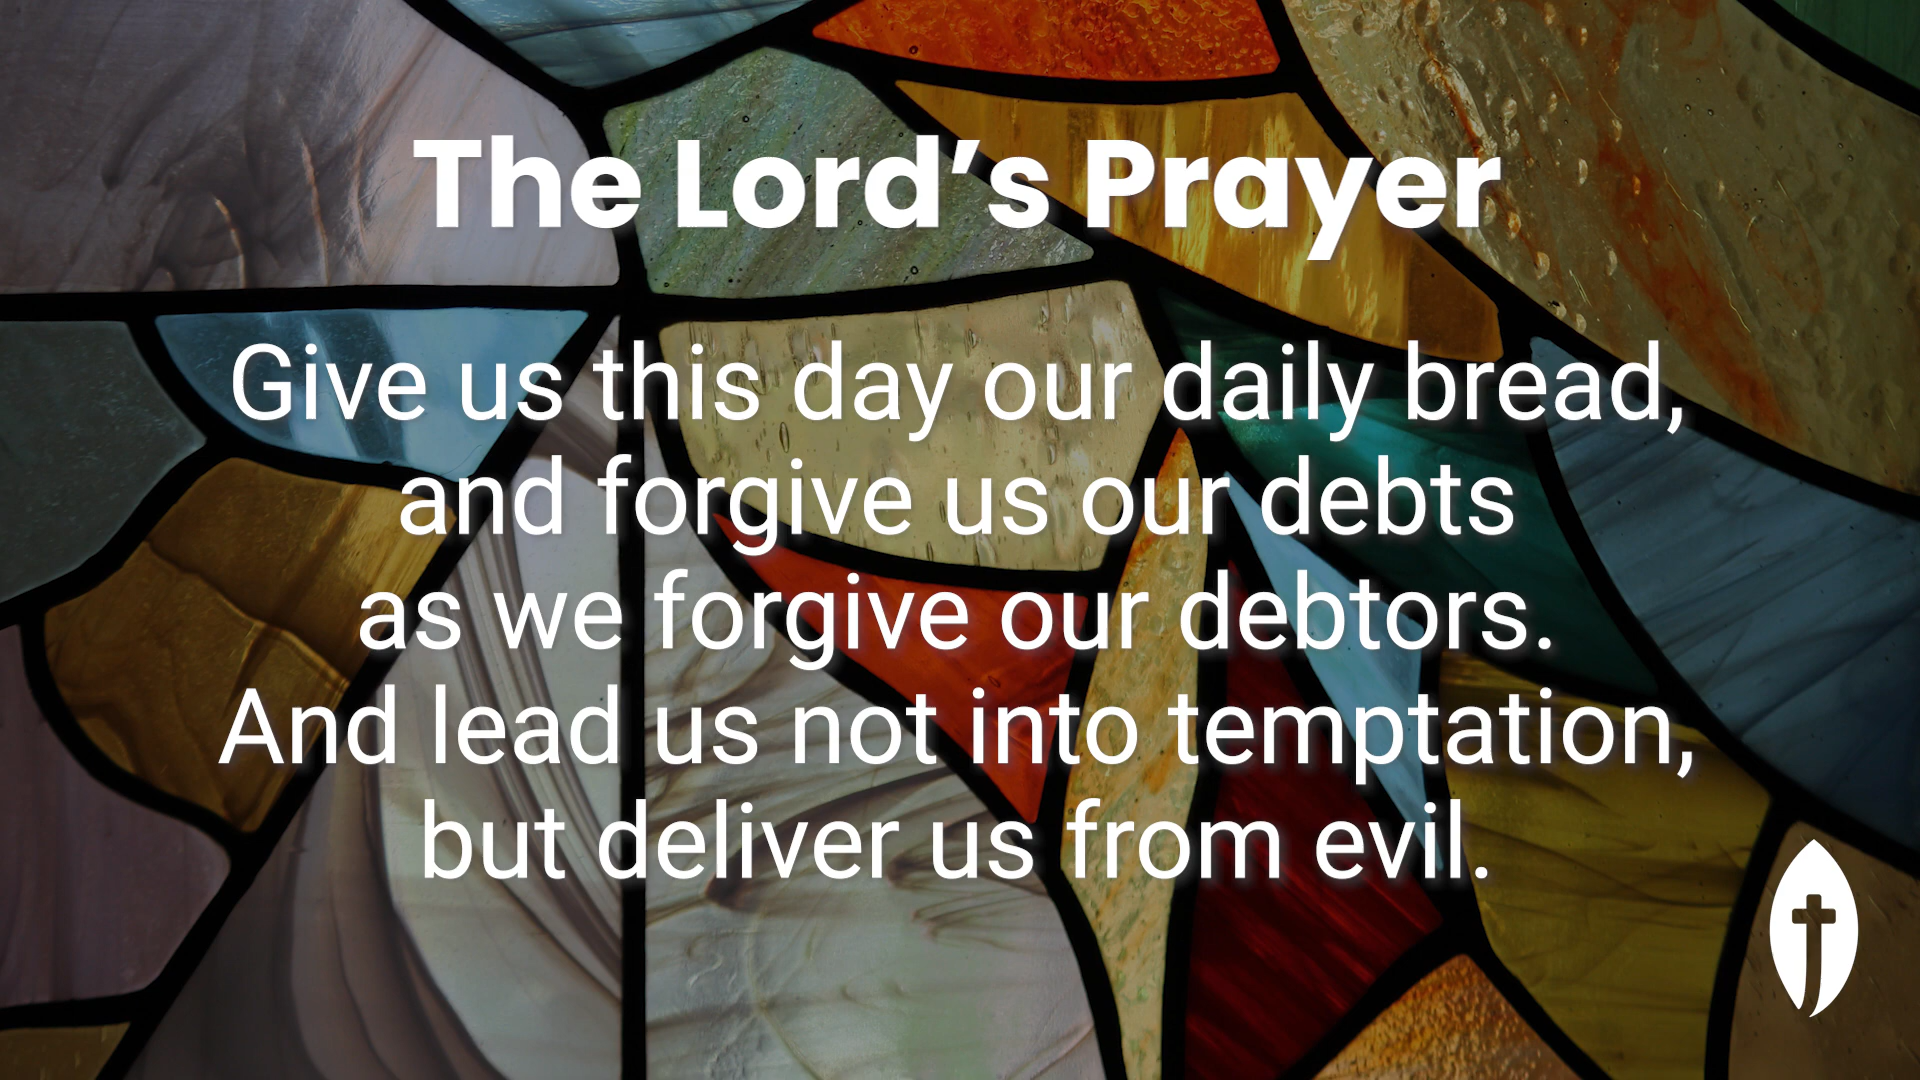 The Lord’s Prayer
Give us this day our daily bread,
and forgive us our debts
as we forgive our debtors.
And lead us not into temptation,
but deliver us from evil.